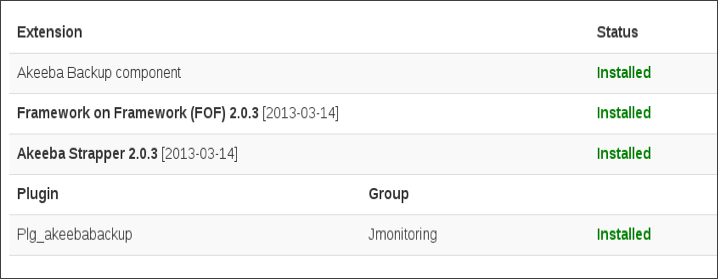 Extension Status
Akeeba Backup component Installed
Framework on Framework (FOF) 2.0.3 [2013-03-14] Installed
Akeeba Strapper 2.0.3 [2013-03-14] Installed
Plugin Group
Plg_akeebabackup Jmonitoring Installed